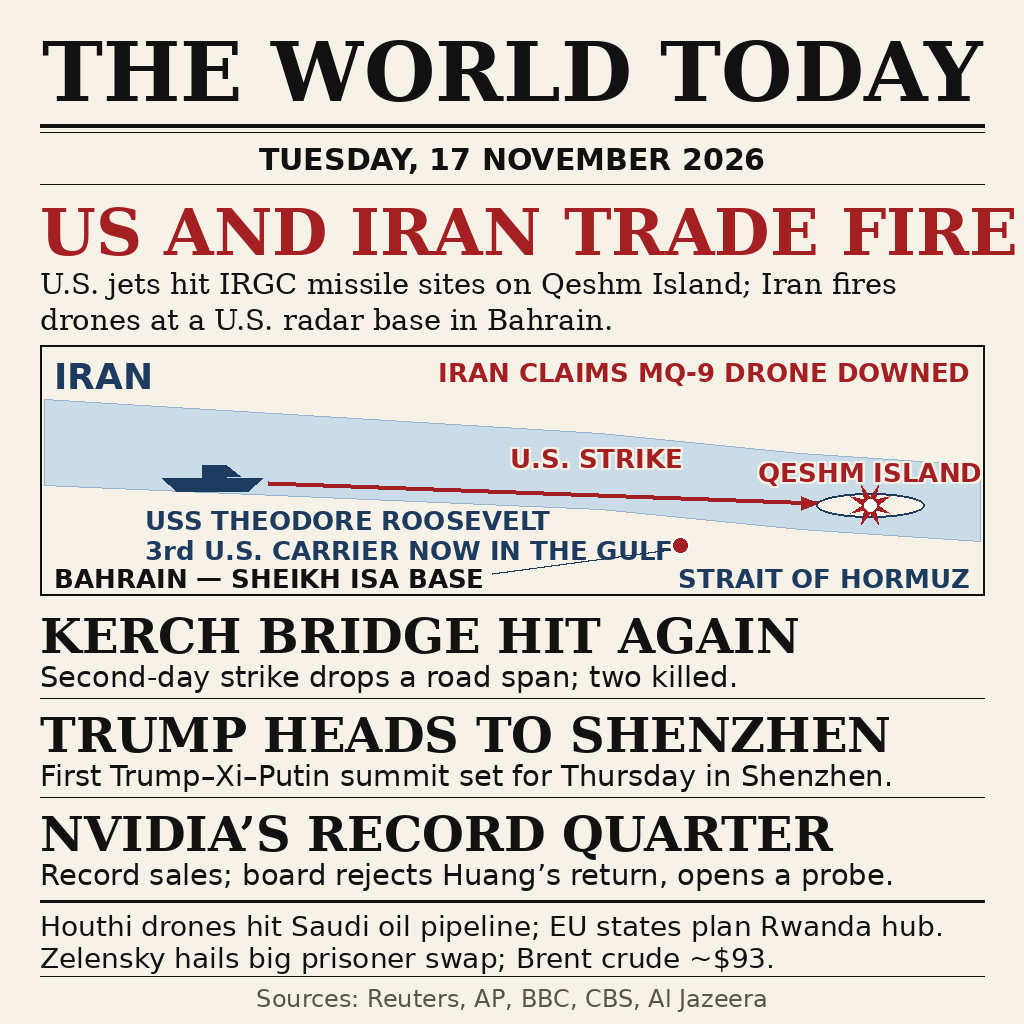 THE WORLD TODAY
TUESDAY, 17 NOVEMBER 2026
US AND IRAN TRADE FIRE
U.S. jets hit IRGC missile sites on Qeshm Island; Iran fires
drones at a U.S. radar base in Bahrain.
IRAN
IRAN CLAIMS MQ-9 DRONE DOWNED
U.S. STRIKE
QESHM ISLAND
USS THEODORE ROOSEVELT
3rd U.S. CARRIER NOW IN THE GULF
BAHRAIN — SHEIKH ISA BASE
STRAIT OF HORMUZ
KERCH BRIDGE HIT AGAIN
Second-day strike drops a road span; two killed.
TRUMP HEADS TO SHENZHEN
First Trump–Xi–Putin summit set for Thursday in Shenzhen.
NVIDIA’S RECORD QUARTER
Record sales; board rejects Huang’s return, opens a probe.
Houthi drones hit Saudi oil pipeline; EU states plan Rwanda hub.
Zelensky hails big prisoner swap; Brent crude ~$93.
Sources: Reuters, AP, BBC, CBS, Al Jazeera